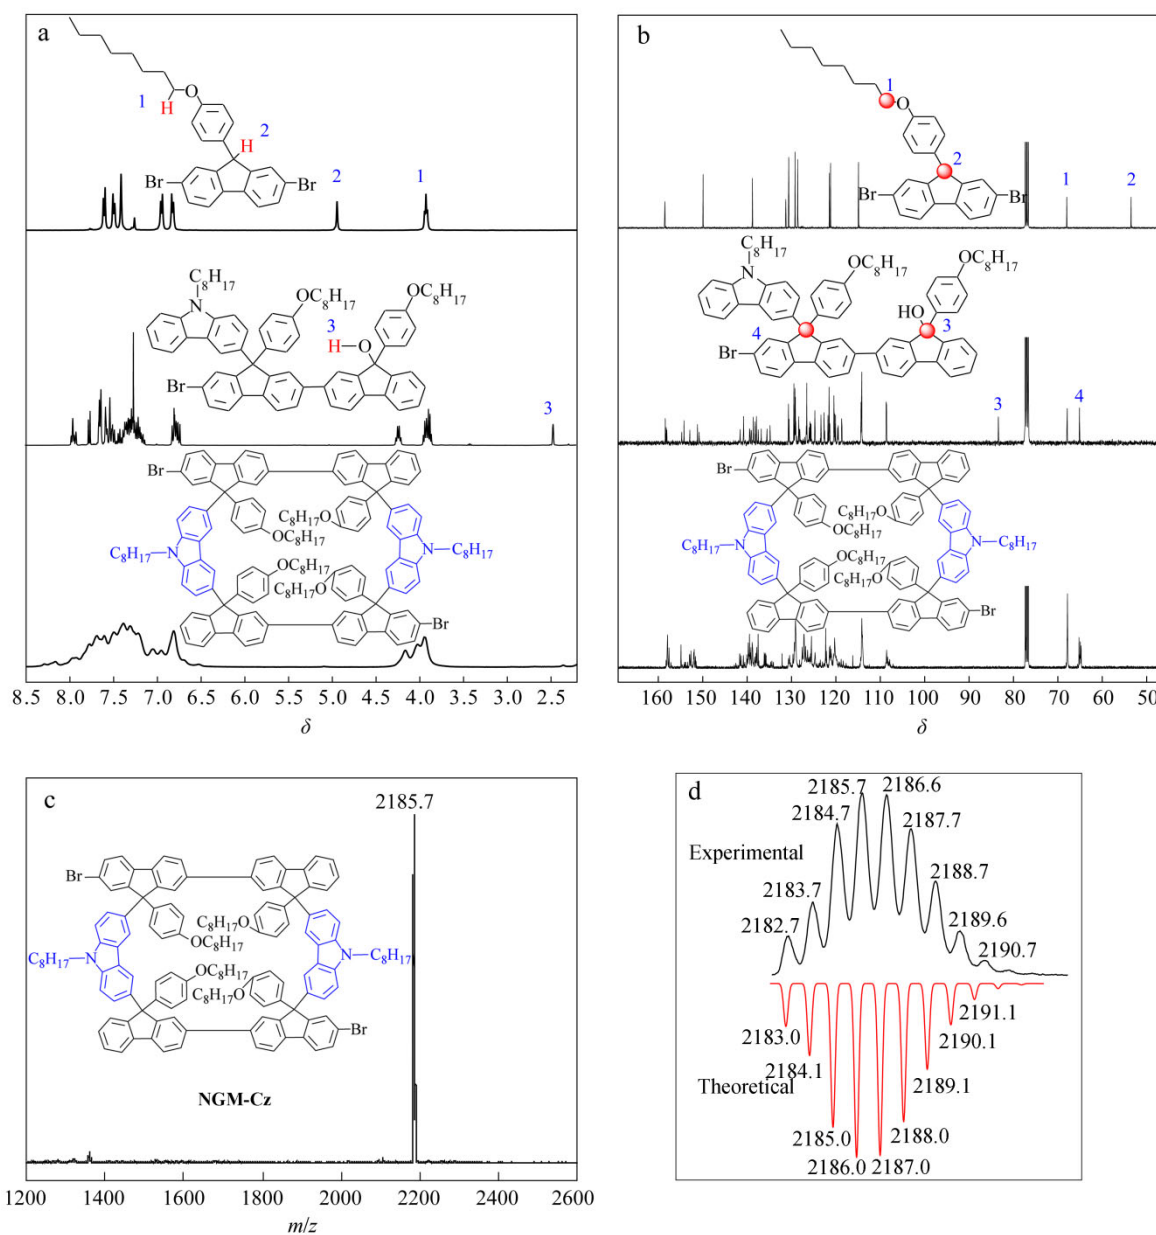 a
1
O
H
2
H
Br
Br
2
1
C8H17
N
OC8H17
OC8H17
3
H
O
Br
3
Br
C8H17O
OC8H17
C8H17
N
N
C8H17
OC8H17
C8H17O
Br
8.5 8.0 7.5 7.0 6.5 6.0 5.5 5.0 4.5 4.0 3.5 3.0 2.5
δ
b
1
O
2
Br
Br
1
2
C8H17
N
OC8H17
OC8H17
HO
4
3
Br
3
4
Br
C8H17O
OC8H17
C8H17
N
N
C8H17
OC8H17
C8H17O
Br
160 150 140 130 120 110 100 90 80 70 60 50
δ
c
2185.7
Br
C8H17O
OC8H17
C8H17
N
N
C8H17
OC8H17
C8H17O
Br
NGM-Cz
1200 1400 1600 1800 2000 2200 2400 2600
m/z
d
2185.7
2186.6
2184.7
2187.7
Experimental
2183.7
2188.7
2182.7
2189.6
2190.7
2191.1
2183.0
2190.1
2184.1
Theoretical
2189.1
2185.0
2188.0
2186.0
2187.0